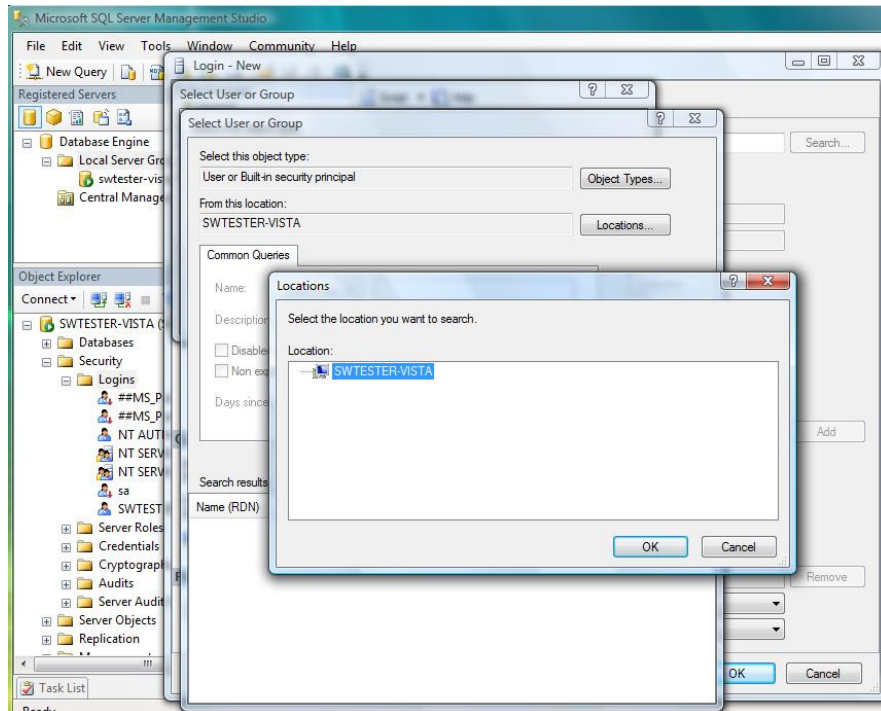 Microsoft SQL Server Management Studio
File Edit View Tools Window Community Help
New Query
Registered Servers
Database Engine
Local Server Gro
swtester-vis
Central Manage
Object Explorer
Connect
SWTESTER-VISTA (S
Databases
Security
Logins
##MS_P
##MS_P
NT AUT
NT SERV
NT SERV
sa
SWTEST
Server Roles
Credentials
Cryptograph
Audits
Server Audit
Server Objects
Replication
Task List
Ready
Login - New
Search...
Add
Remove
OK Cancel
Select User or Group
Select User or Group
Select this object type:
User or Built-in security principal
Object Types...
From this location:
SWTESTER-VISTA
Locations...
Common Queries
Name:
Description
Disable
Non exp
Days since
Search results
Name (RDN)
Locations
Select the location you want to search.
Location:
SWTESTER-VISTA
OK Cancel